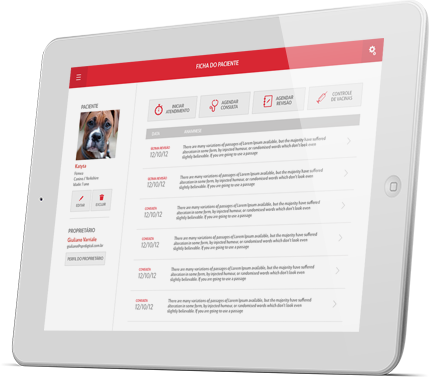 FICHA DO PACIENTE
PACIENTE
INICIAR
ATENDIMENTO
AGENDAR
CONSULTA
AGENDAR
REVISÃO
CONTROLE
DE VACINAS
DATA
12/10/12
There are many variations of passages of Lorem Ipsum available, but the majority have suffered
alteration in some form, by injected humour, or randomised words which don't look even
slightly believable. If you are going to use a passage
Fêmea
EDITAR
EXCLUIR
12/10/12
There are many variations of passages of Lorem Ipsum available, but the majority have suffered
alteration in some form, by injected humour, or randomised words which don't look even
slightly believable. If you are going to use a passage
PROPRIETÁRIO
Giuliana
PERFIL DO PROPRIETÁRIO
CONSULTA
12/10/12
There are many variations of passages of Lorem Ipsum available, but the majority have suffered
alteration in some form, by injected humour, or randomised words which don't look even
slightly believable. If you are going to use a passage
CONSULTA
12/10/12
There are many variations of passages of Lorem Ipsum available, but the majority have suffered
alteration in some form, by injected humour, or randomised words which don't look even
slightly believable. If you are going to use a passage
CONSULTA
12/10/12
There are many variations of passages of Lorem Ipsum available, but the majority have suffered
alteration in some form, by injected humour, or randomised words which don't look even
slightly believable. If you are going to use a passage
CONSULTA
12/10/12
There are many variations of passages of Lorem Ipsum available, but the majority have suffered
alteration in some form, by injected humour, or randomised words which don't look even
slightly believable. If you are going to use a passage